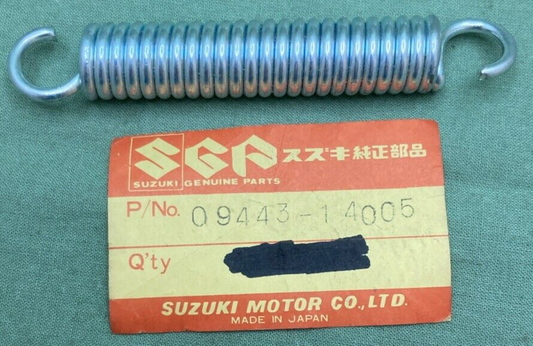 SGP スズキ純正部品
SUZUKI GENUINE PARTS
P/No. 09443-14005
Q'ty
SUZUKI MOTOR CO.,LTD.
MADE IN JAPAN